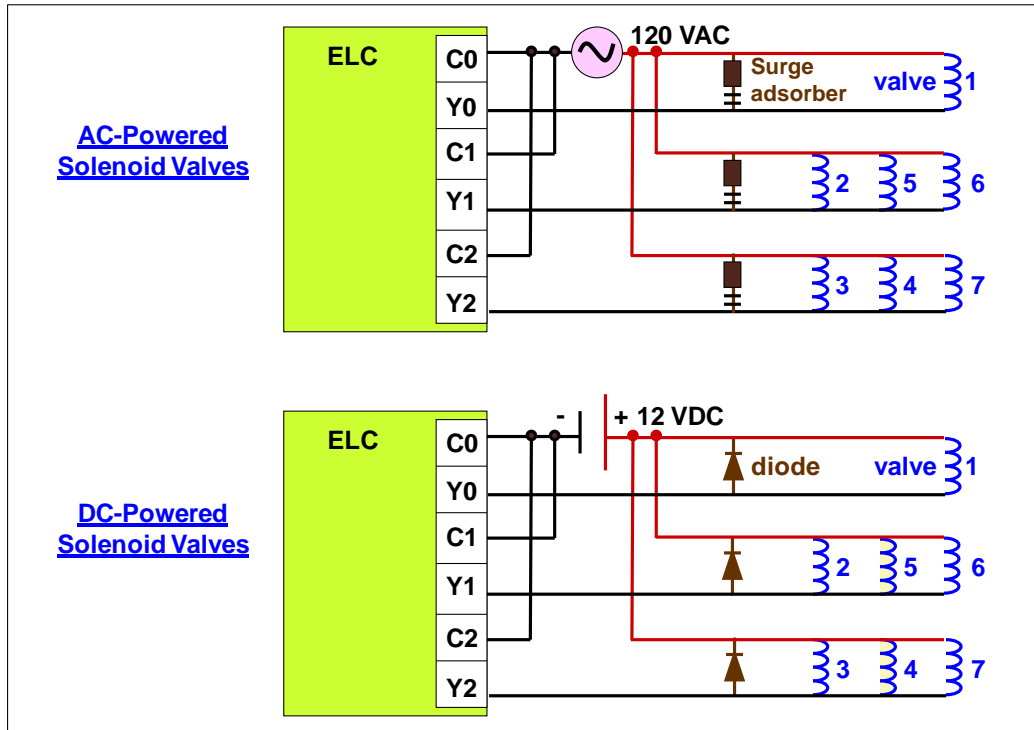 ELC
C0
Y0
C1
Y1
C2
Y2
AC-Powered
Solenoid Valves
120 VAC
Surge
adsorber
valve
1
2
5
6
3
4
7
ELC
C0
Y0
C1
Y1
C2
Y2
DC-Powered
Solenoid Valves
-
+ 12 VDC
diode
valve
1
2
5
6
3
4
7